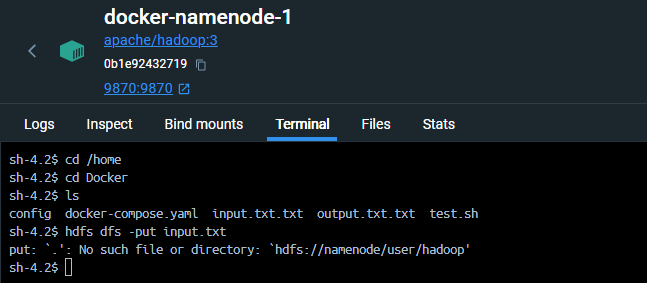 docker-namenode-1
apache/hadoop:3
0b1e92432719
9870:9870
Logs Inspect Bind mounts Terminal Files Stats
sh-4.2$ cd /home
sh-4.2$ cd Docker
sh-4.2$ ls
config  docker-compose.yaml  input.txt.txt  output.txt.txt  test.sh
sh-4.2$ hdfs dfs -put input.txt
put: `.': No such file or directory: `hdfs://namenode/user/hadoop'
sh-4.2$